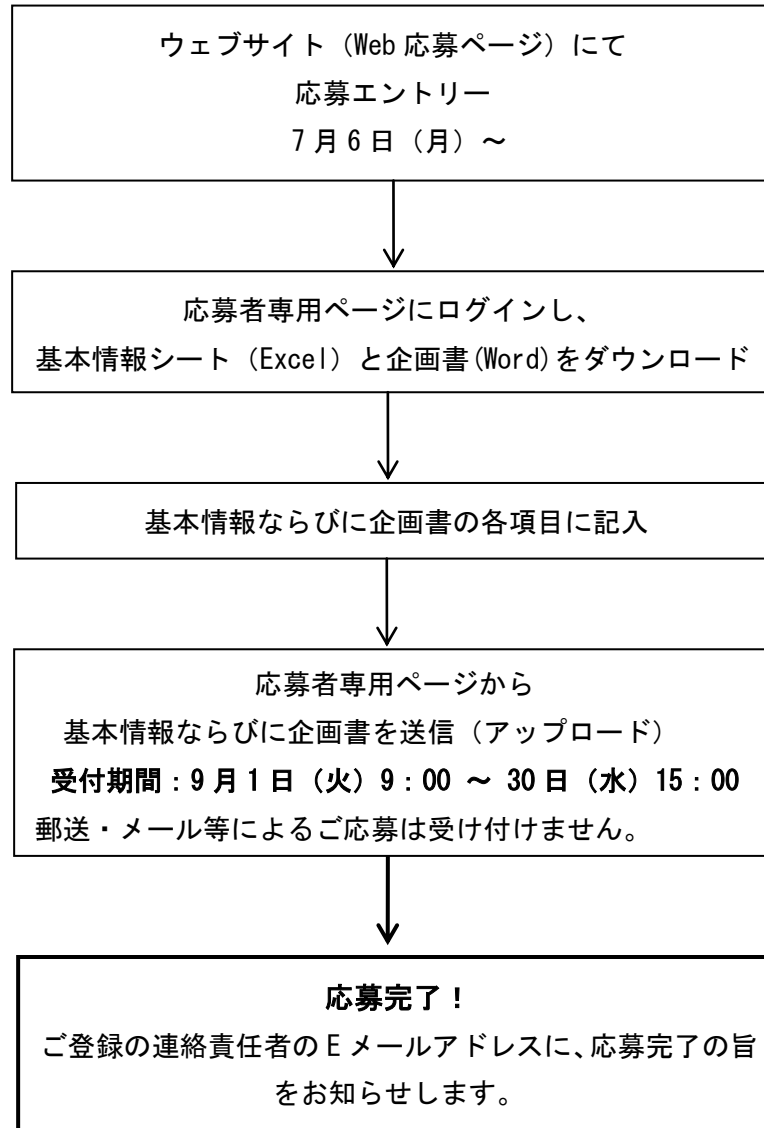 ウェブサイト（Web 応募ページ）にて
応募エントリー
7月6日（月）～
応募者専用ページにログインし、
基本情報シート（Excel）と企画書(Word)をダウンロード
基本情報ならびに企画書の各項目に記入
応募者専用ページから
基本情報ならびに企画書を送信（アップロード）
受付期間：9月1日（火）9：00 ～ 30日（水）15：00
郵送・メール等によるご応募は受け付けません。
応募完了！
ご登録の連絡責任者のEメールアドレスに、応募完了の旨
をお知らせします。